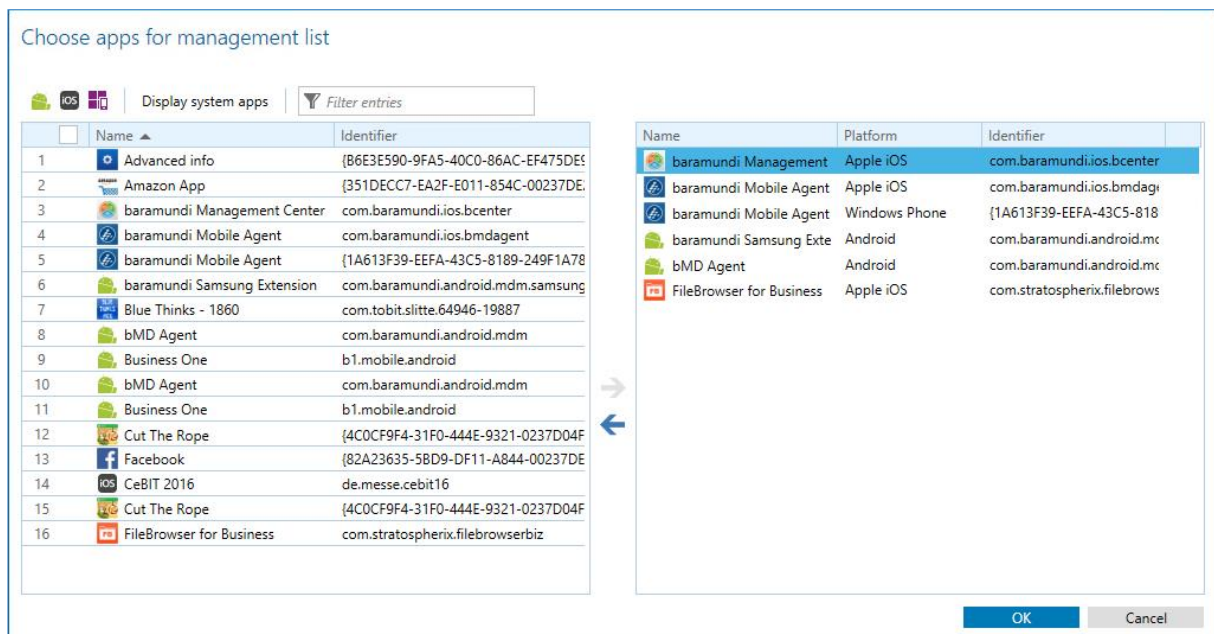 Choose apps for management list
iOS Display system apps Filter entries
Name Identifier
1 Advanced info {B6E3E590-9FA5-40C0-86AC-EF475DE9
2 Amazon App {351DECC7-EA2F-E011-854C-00237DE
3 baramundi Management Center com.baramundi.ios.bcenter
4 baramundi Mobile Agent com.baramundi.ios.bmdagent
5 baramundi Mobile Agent {1A613F39-EEFA-43C5-8189-249F1A78
6 baramundi Samsung Extension com.baramundi.android.mdm.samsung
7 Blue Thinks - 1860 com.tobit.slitte.64946-19887
8 bMD Agent com.baramundi.android.mdm
9 Business One b1.mobile.android
10 bMD Agent com.baramundi.android.mdm
11 Business One b1.mobile.android
12 Cut The Rope {4C0CF9F4-31F0-444E-9321-0237D04F
13 Facebook {82A23635-5BD9-DF11-A844-00237DE
14 iOS CeBIT 2016 de.messe.cebit16
15 Cut The Rope {4C0CF9F4-31F0-444E-9321-0237D04F
16 FileBrowser for Business com.stratospherix.filebrowserbiz
Name Platform Identifier
baramundi Management Apple iOS com.baramundi.ios.bcenter
baramundi Mobile Agent Apple iOS com.baramundi.ios.bmdage
baramundi Mobile Agent Windows Phone {1A613F39-EEFA-43C5-818
baramundi Samsung Exte Android com.baramundi.android.mc
bMD Agent Android com.baramundi.android.mc
FileBrowser for Business Apple iOS com.stratospherix.filebrows
OK Cancel